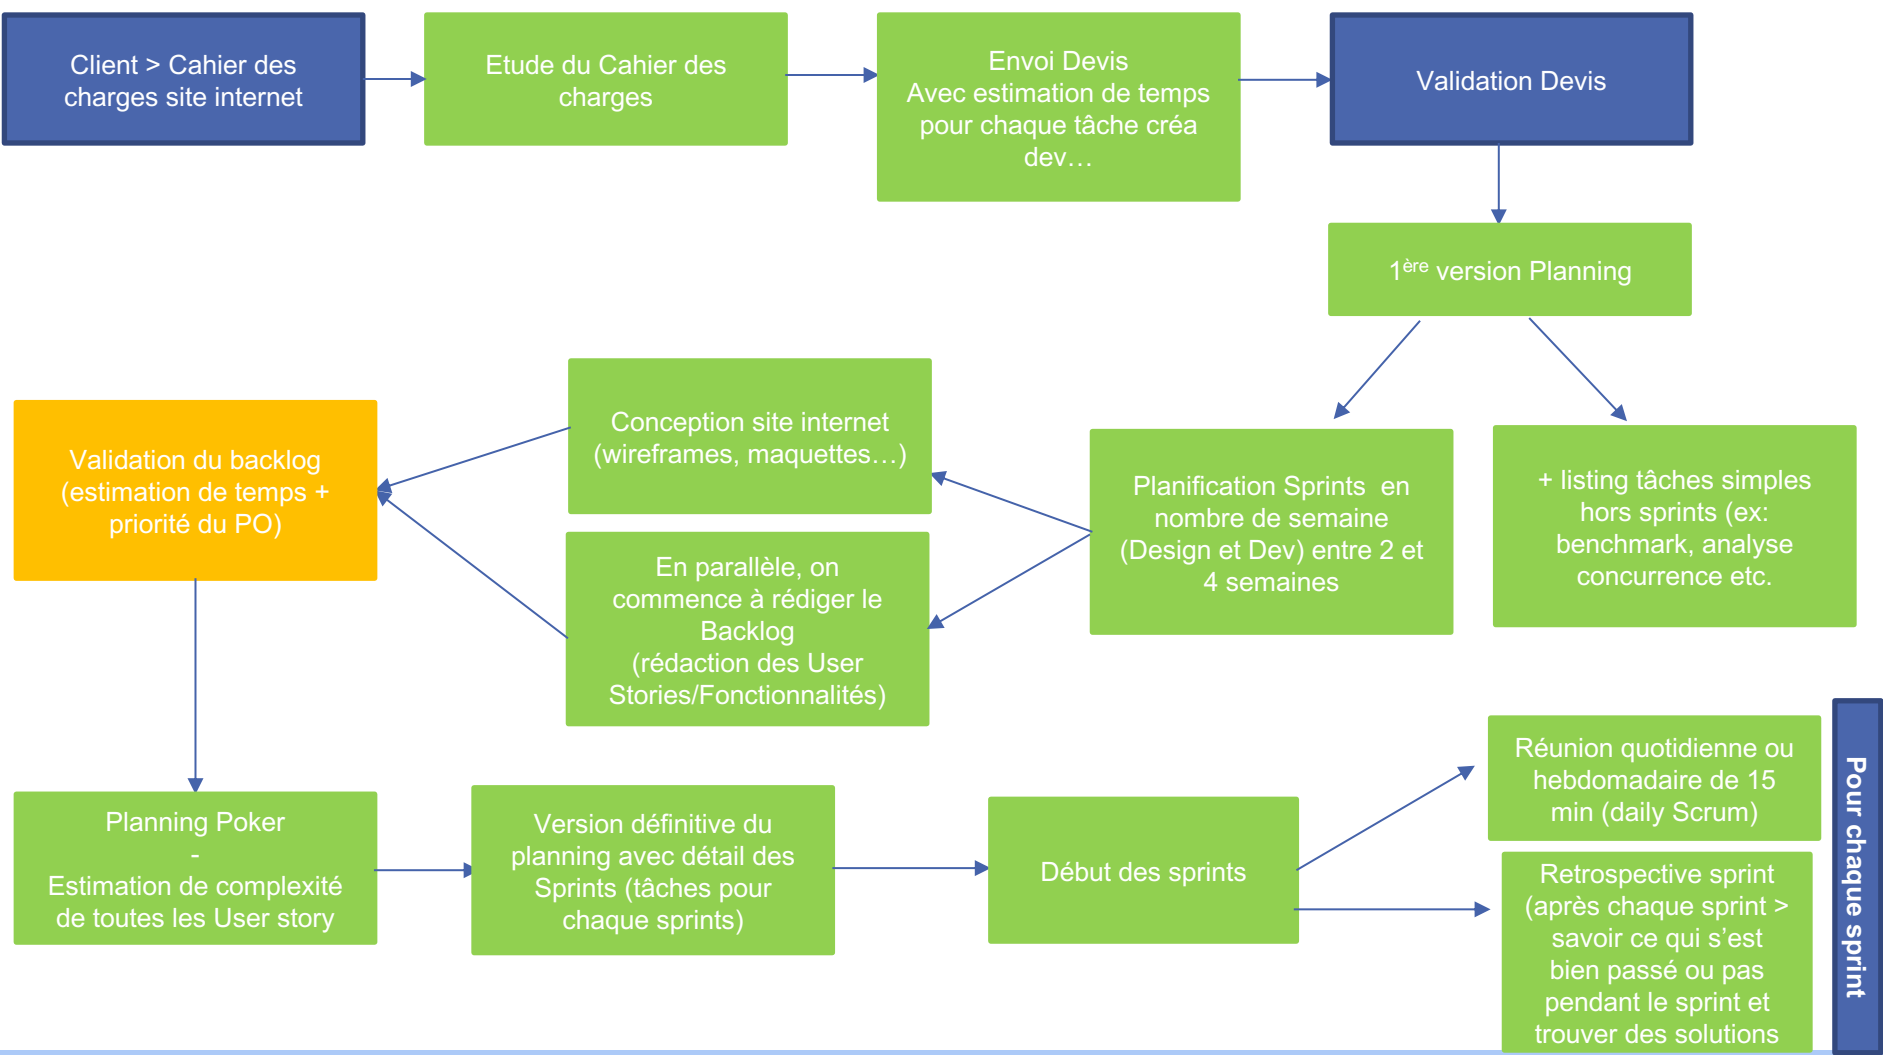 Client > Cahier des
charges site internet
Etude du Cahier des
charges
Envoi Devis
Avec estimation de temps
pour chaque tâche créa
dev…
Validation Devis
1ère version Planning
Conception site internet
(wireframes, maquettes…)
Validation du backlog
(estimation de temps +
priorité du PO)
Planification Sprints  en
nombre de semaine
(Design et Dev) entre 2 et
4 semaines
+ listing tâches simples
hors sprints (ex:
benchmark, analyse
concurrence etc.
En parallèle, on
commence à rédiger le
Backlog
(rédaction des User
Stories/Fonctionnalités)
Planning Poker
-
Estimation de complexité
de toutes les User story
Version définitive du
planning avec détail des
Sprints (tâches pour
chaque sprints)
Début des sprints
Réunion quotidienne ou
hebdomadaire de 15
min (daily Scrum)
Retrospective sprint
(après chaque sprint >
savoir ce qui s’est
bien passé ou pas
pendant le sprint et
trouver des solutions
Pour chaque sprint